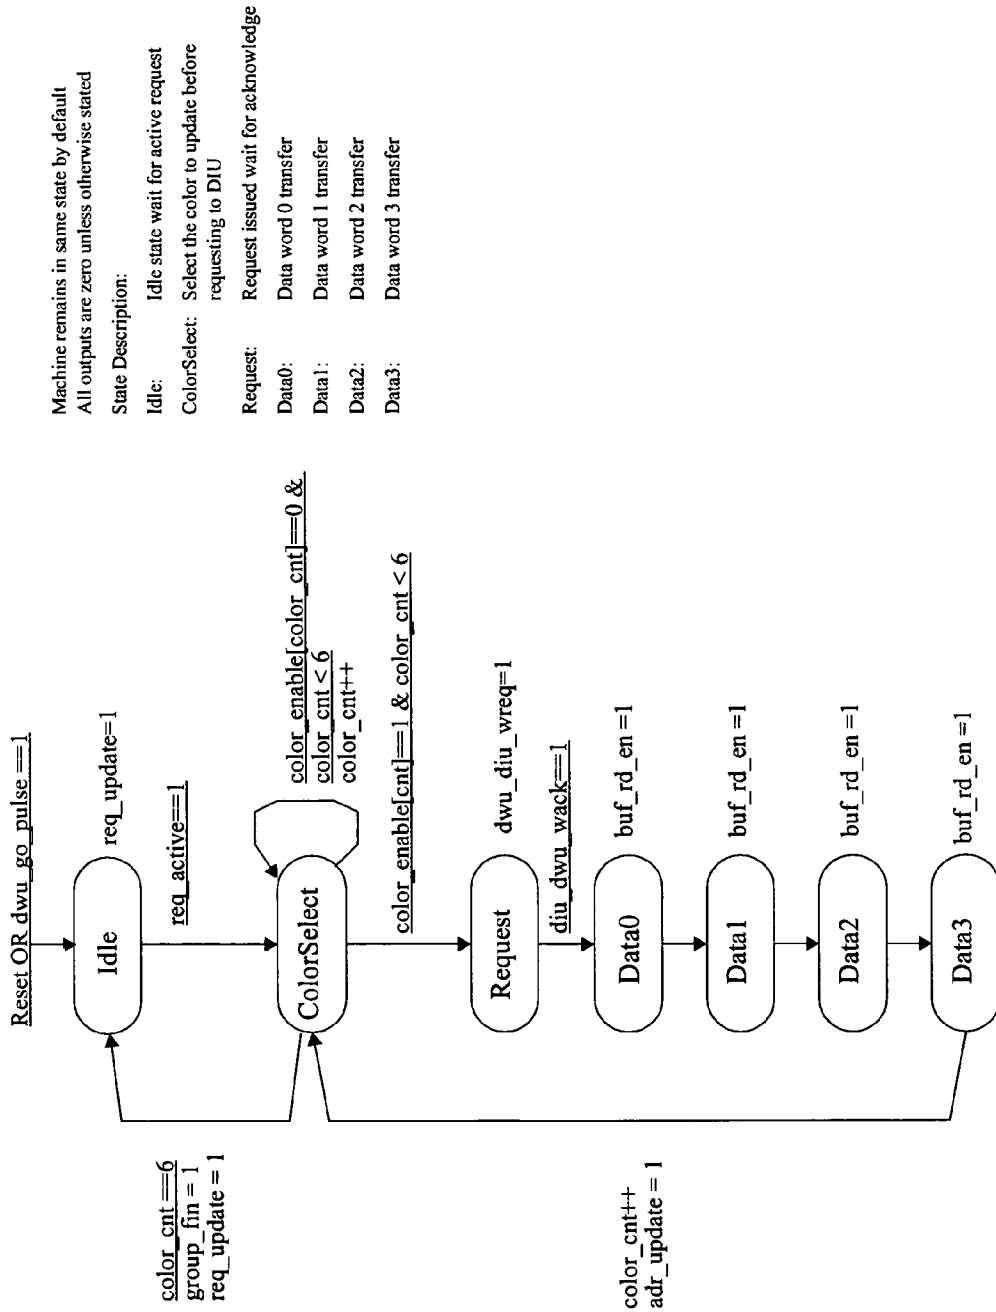 Reset OR dwu_go_pulse ==1
Idle
req_update=1
req_active==1
color_cnt ==6
group_fin = 1
req_update = 1
ColorSelect
color_enable[color_cnt]==0 &
color_cnt < 6
color_cnt++
color_enable[cnt]==1 & color_cnt < 6
Request
dwu_diu_wreq=1
diu_dwu_wack==1
Data0
buf_rd_en =1
Data1
buf_rd_en =1
Data2
buf_rd_en =1
Data3
buf_rd_en =1
color_cnt++
adr_update = 1
Machine remains in same state by default
All outputs are zero unless otherwise stated
State Description:
Idle: Idle state wait for active request
ColorSelect: Select the color to update before
requesting to DIU
Request: Request issued wait for acknowledge
Data0: Data word 0 transfer
Data1: Data word 1 transfer
Data2: Data word 2 transfer
Data3: Data word 3 transfer